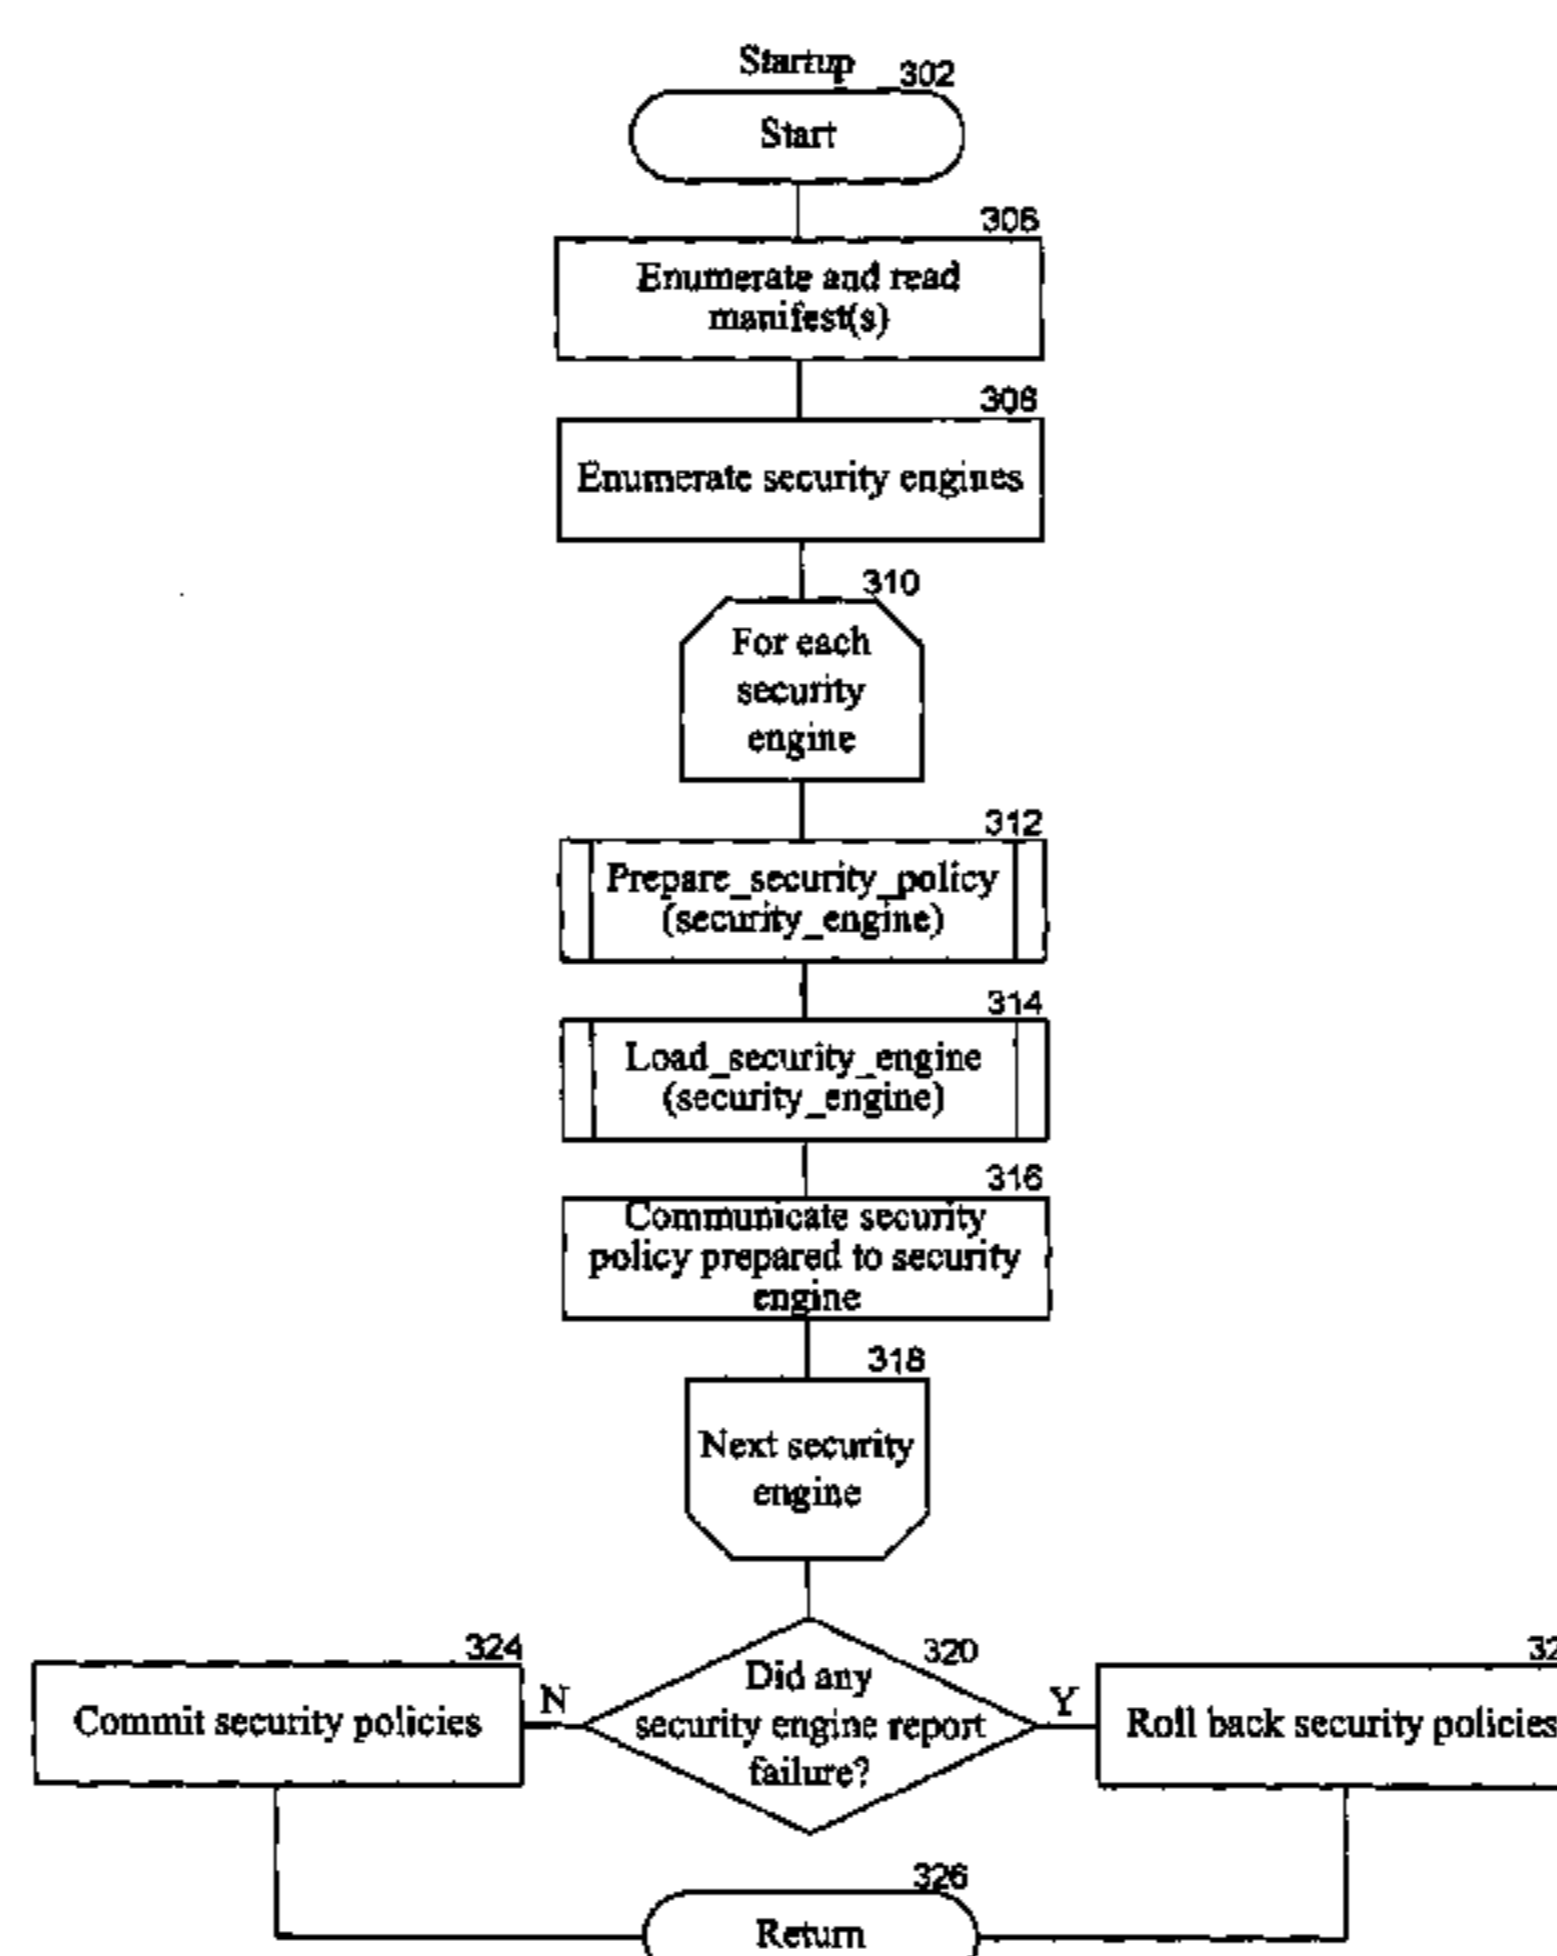 Startup
302
Start
306
Enumerate and read
manifest(s)
308
Enumerate security engines
310
For each
security
engine
312
Prepare_security_policy
(security_engine)
314
Load_security_engine
(security_engine)
316
Communicate security
policy prepared to security
engine
318
Next security
engine
324
Commit security policies
N
320
Did any
security engine report
failure?
Y
Roll back security policies
326
Return